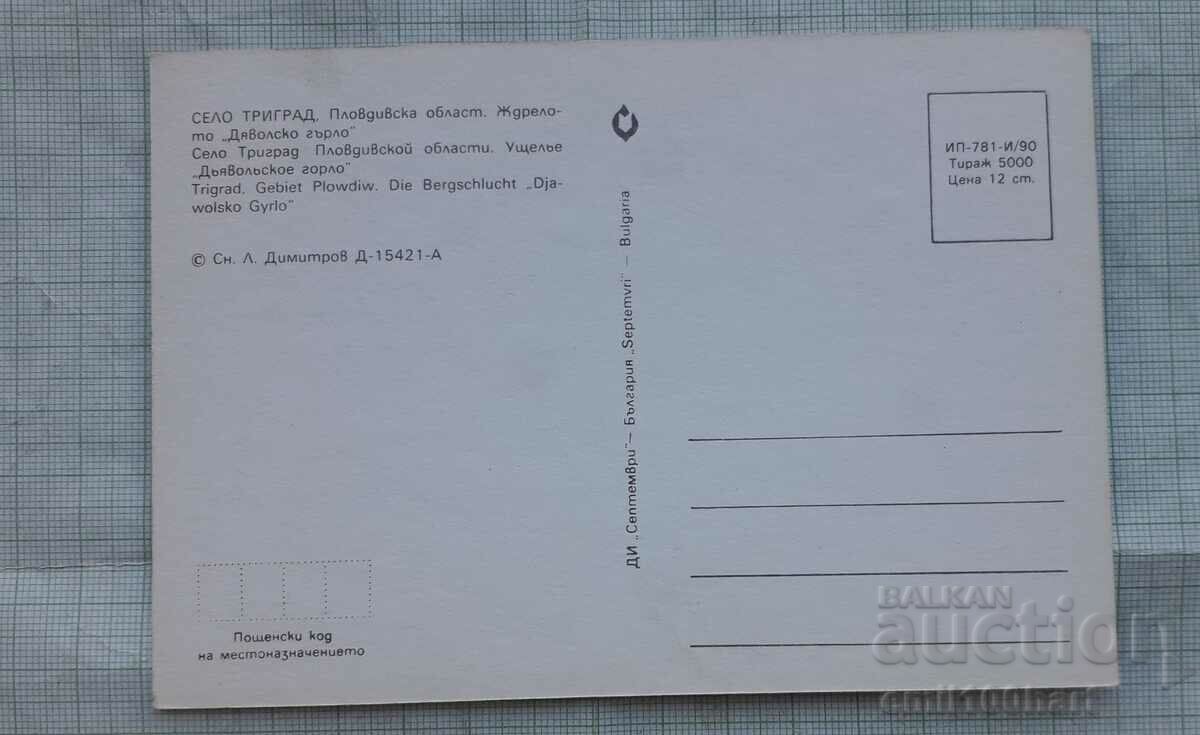 СЕЛО ТРИГРАД, Пловдивска област. Ждрело-
то „Дяволско гърло"
Село Триград Пловдивской области. Ущелье
„Дьявольское горло"
Trigrad. Gebiet Plowdiw. Die Bergschlucht „Dja-
wolsko Gyrlo"
© Сн. Л. Димитров Д-15421-А
Пощенски код
на местоназначението
ДИ „Септември"— България „Septemvri" — Bulgaria
ИП-781-И/90
Тираж 5000
Цена 12 ст.
BALKAN
auction
emil100harl